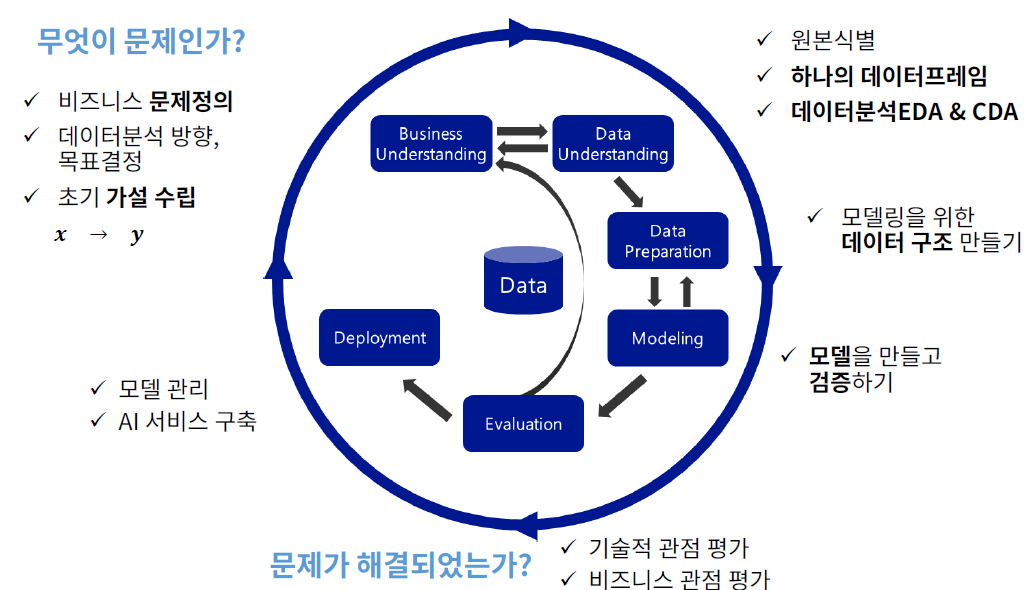 무엇이 문제인가?
✓ 비즈니스 문제정의
✓ 데이터분석 방향,
목표결정
✓ 초기 가설 수립
x → y
✓ 원본식별
✓ 하나의 데이터프레임
✓ 데이터분석EDA & CDA
Business
Understanding
Data
Understanding
✓ 모델링을 위한
데이터 구조 만들기
Data
Preparation
Data
Modeling
✓ 모델을 만들고
검증하기
Deployment
✓ 모델 관리
✓ AI 서비스 구축
Evaluation
문제가 해결되었는가?
✓ 기술적 관점 평가
✓ 비즈니스 관점 평가